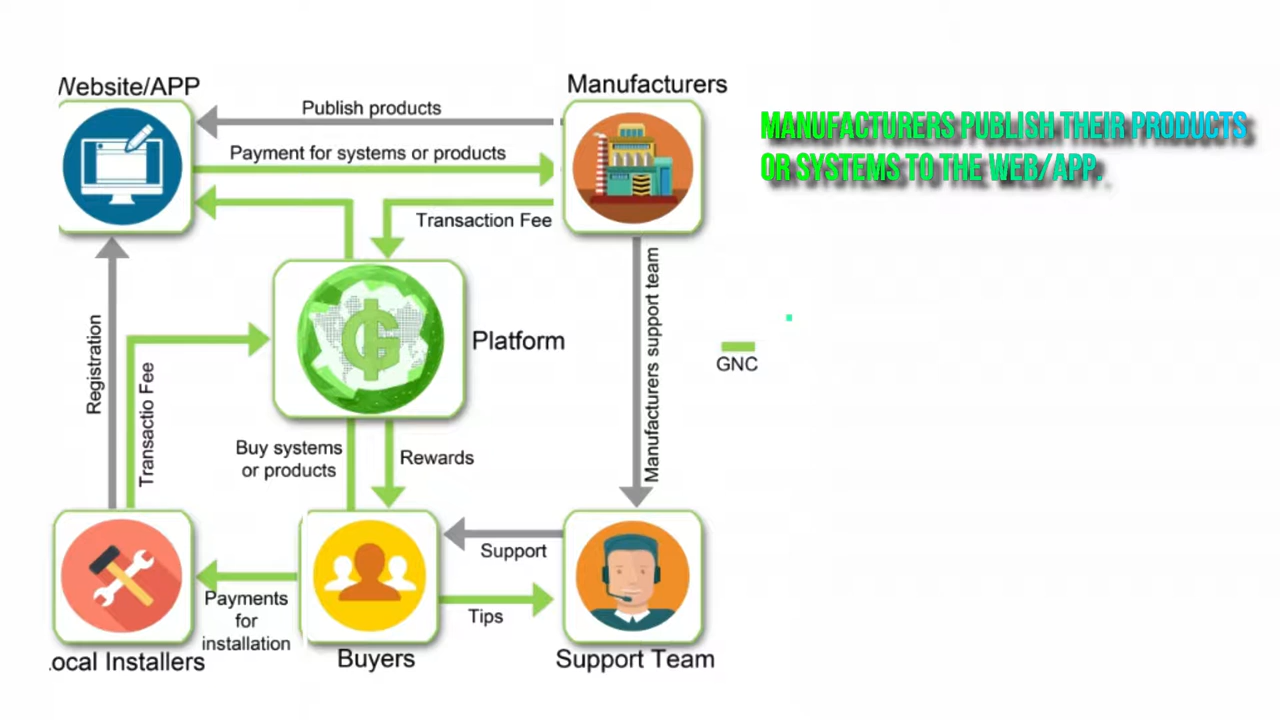 Website/APP
Manufacturers
Publish products
MANUFACTURERS PUBLISH THEIR PRODUCTS
OR SYSTEMS TO THE WEB/APP.
Payment for systems or products
Transaction Fee
Manufacturers support team
Registration
Transactio Fee
Platform
GNC
Buy systems
or products
Rewards
Support
Payments
for
installation
Tips
Local Installers
Buyers
Support Team